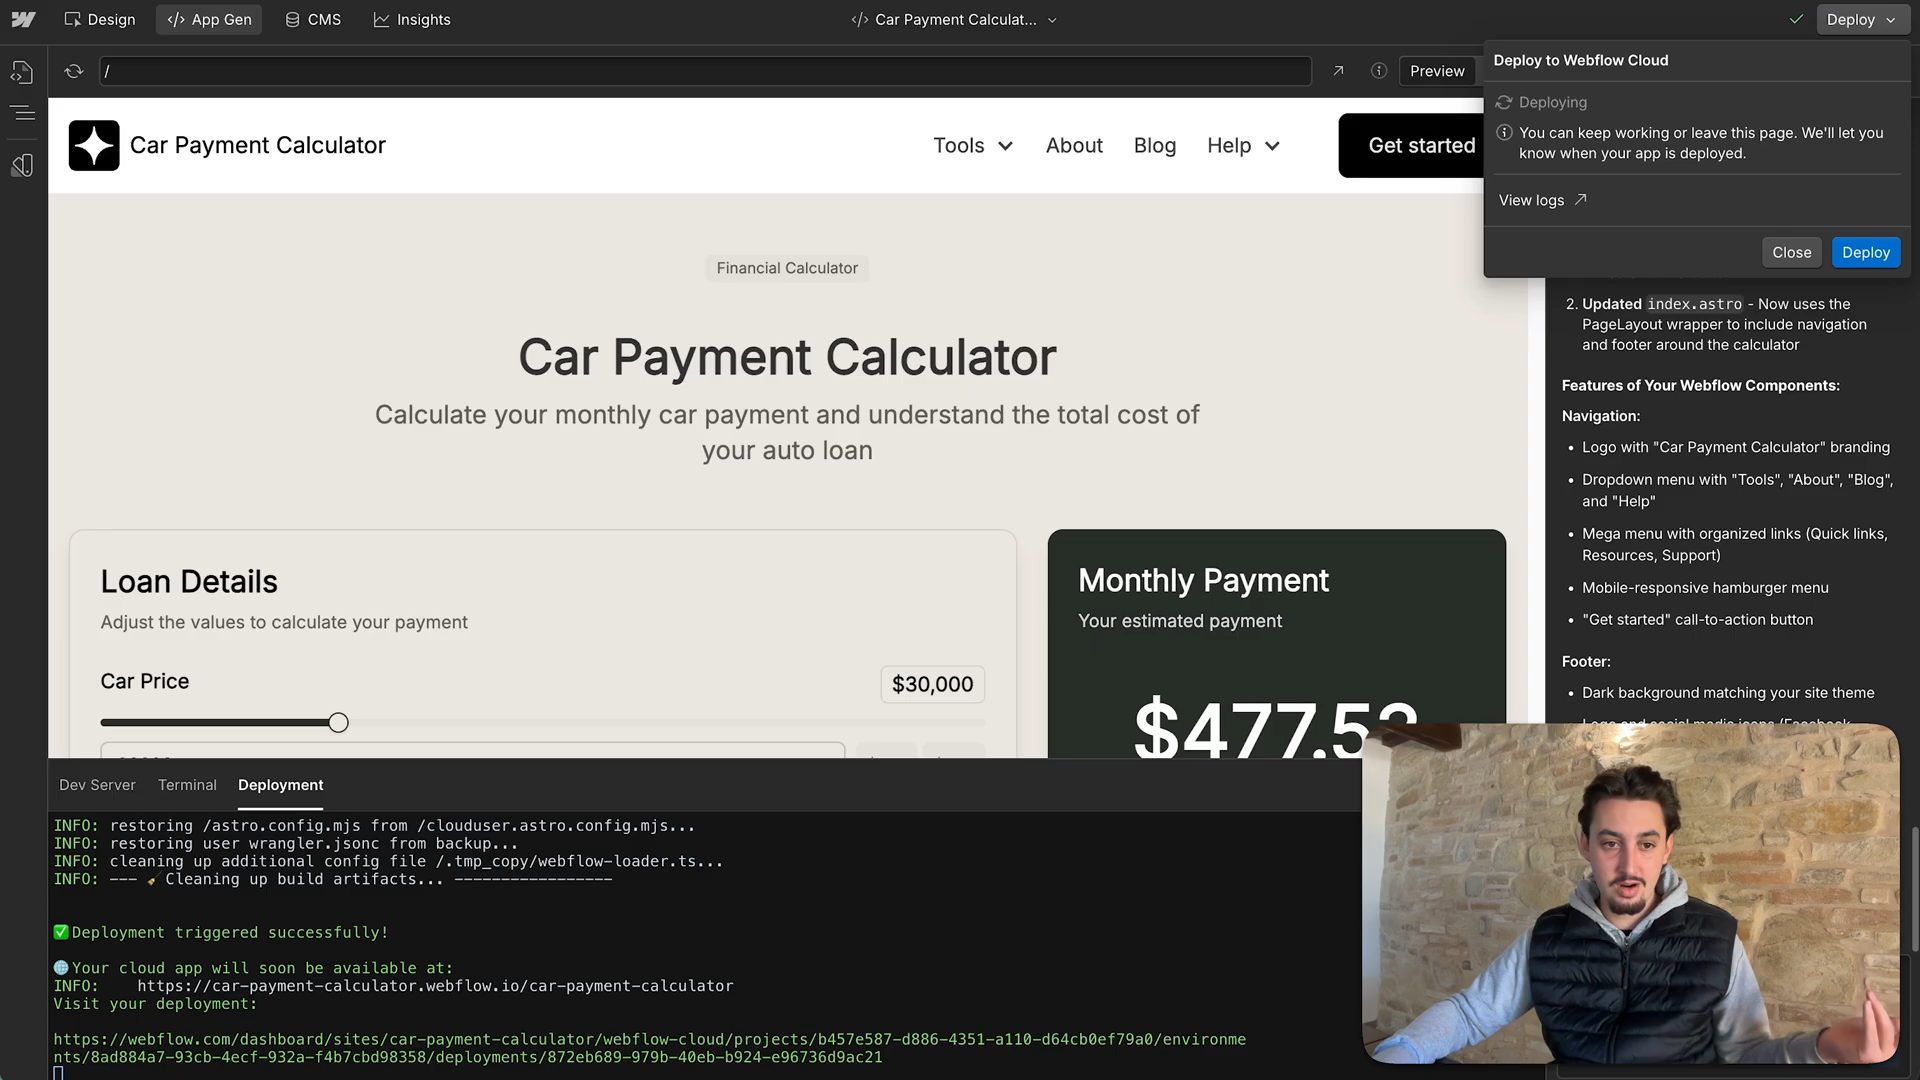 Design
App Gen
CMS
Insights
Car Payment Calculat...
Deploy
/
Preview
Deploy to Webflow Cloud
Deploying
You can keep working or leave this page. We'll let you
know when your app is deployed.
View logs
Close
Deploy
Car Payment Calculator
Tools
About
Blog
Help
Get started
Financial Calculator
Car Payment Calculator
Calculate your monthly car payment and understand the total cost of
your auto loan
Loan Details
Adjust the values to calculate your payment
Car Price
$30,000
Monthly Payment
Your estimated payment
$477.53
2. Updated index.astro - Now uses the
PageLayout wrapper to include navigation
and footer around the calculator
Features of Your Webflow Components:
Navigation:
• Logo with "Car Payment Calculator" branding
• Dropdown menu with "Tools", "About", "Blog",
and "Help"
• Mega menu with organized links (Quick links,
Resources, Support)
• Mobile-responsive hamburger menu
• "Get started" call-to-action button
Footer:
• Dark background matching your site theme
Dev Server
Terminal
Deployment
INFO: restoring /astro.config.mjs from /clouduser.astro.config.mjs...
INFO: restoring user wrangler.jsonc from backup...
INFO: cleaning up additional config file /.tmp_copy/webflow-loader.ts...
INFO: --- 🧹Cleaning up build artifacts... -----------------
✅Deployment triggered successfully!
🌐Your cloud app will soon be available at:
INFO: https://car-payment-calculator.webflow.io/car-payment-calculator
Visit your deployment:
https://webflow.com/dashboard/sites/car-payment-calculator/webflow-cloud/projects/b457e587-d886-4351-a110-d64cb0ef79a0/environme
nts/8ad884a7-93cb-4ecf-932a-f4b7cbd98358/deployments/872eb689-979b-40eb-b924-e96736d9ac21